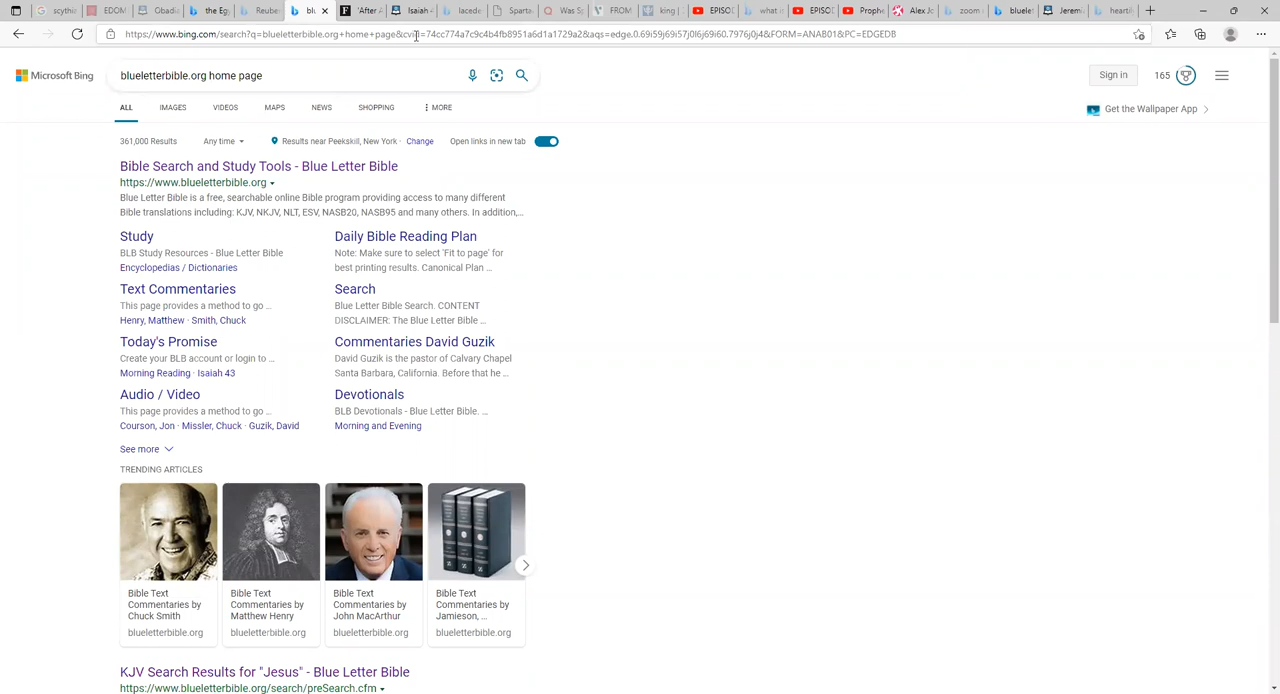 scythi
EDOM
Obadi
the Eg
Reube
blu
'After A
Isaiah 4
lacede
Sparta
Was Sp
FROM
king |
EPISO
what is
EPISO
Prophe
Alex Jo
zoom
bluelet
Jeremi
heartil
https://www.bing.com/search?q=blueletterbible.org+home+page&cvid=74cc774a7c9c4b4fb8951a6d1a1729a2&aqs=edge.0.69i59j69i57j0l6j69i60.7976j0j4&FORM=ANAB01&PC=EDGEDB
Microsoft Bing
blueletterbible.org home page
Sign in
165
ALL IMAGES VIDEOS MAPS NEWS SHOPPING MORE
Get the Wallpaper App
361,000 Results Any time Results near Peekskill, New York · Change Open links in new tab
Bible Search and Study Tools - Blue Letter Bible
https://www.blueletterbible.org
Blue Letter Bible is a free, searchable online Bible program providing access to many different
Bible translations including: KJV, NKJV, NLT, ESV, NASB20, NASB95 and many others. In addition,...
Study
BLB Study Resources - Blue Letter Bible
Encyclopedias / Dictionaries
Daily Bible Reading Plan
Note: Make sure to select 'Fit to page' for
best printing results. Canonical Plan ...
Text Commentaries
This page provides a method to go ...
Henry, Matthew · Smith, Chuck
Search
Blue Letter Bible Search. CONTENT
DISCLAIMER: The Blue Letter Bible ...
Today's Promise
Create your BLB account or login to ...
Morning Reading · Isaiah 43
Commentaries David Guzik
David Guzik is the pastor of Calvary Chapel
Santa Barbara, California. Before that he ...
Audio / Video
This page provides a method to go ...
Courson, Jon · Missler, Chuck · Guzik, David
Devotionals
BLB Devotionals - Blue Letter Bible. ...
Morning and Evening
See more
TRENDING ARTICLES
Bible Text
Commentaries by
Chuck Smith
blueletterbible.org
Bible Text
Commentaries by
Matthew Henry
blueletterbible.org
Bible Text
Commentaries by
John MacArthur
blueletterbible.org
Bible Text
Commentaries by
Jamieson, ...
blueletterbible.org
KJV Search Results for "Jesus" - Blue Letter Bible
https://www.blueletterbible.org/search/preSearch.cfm